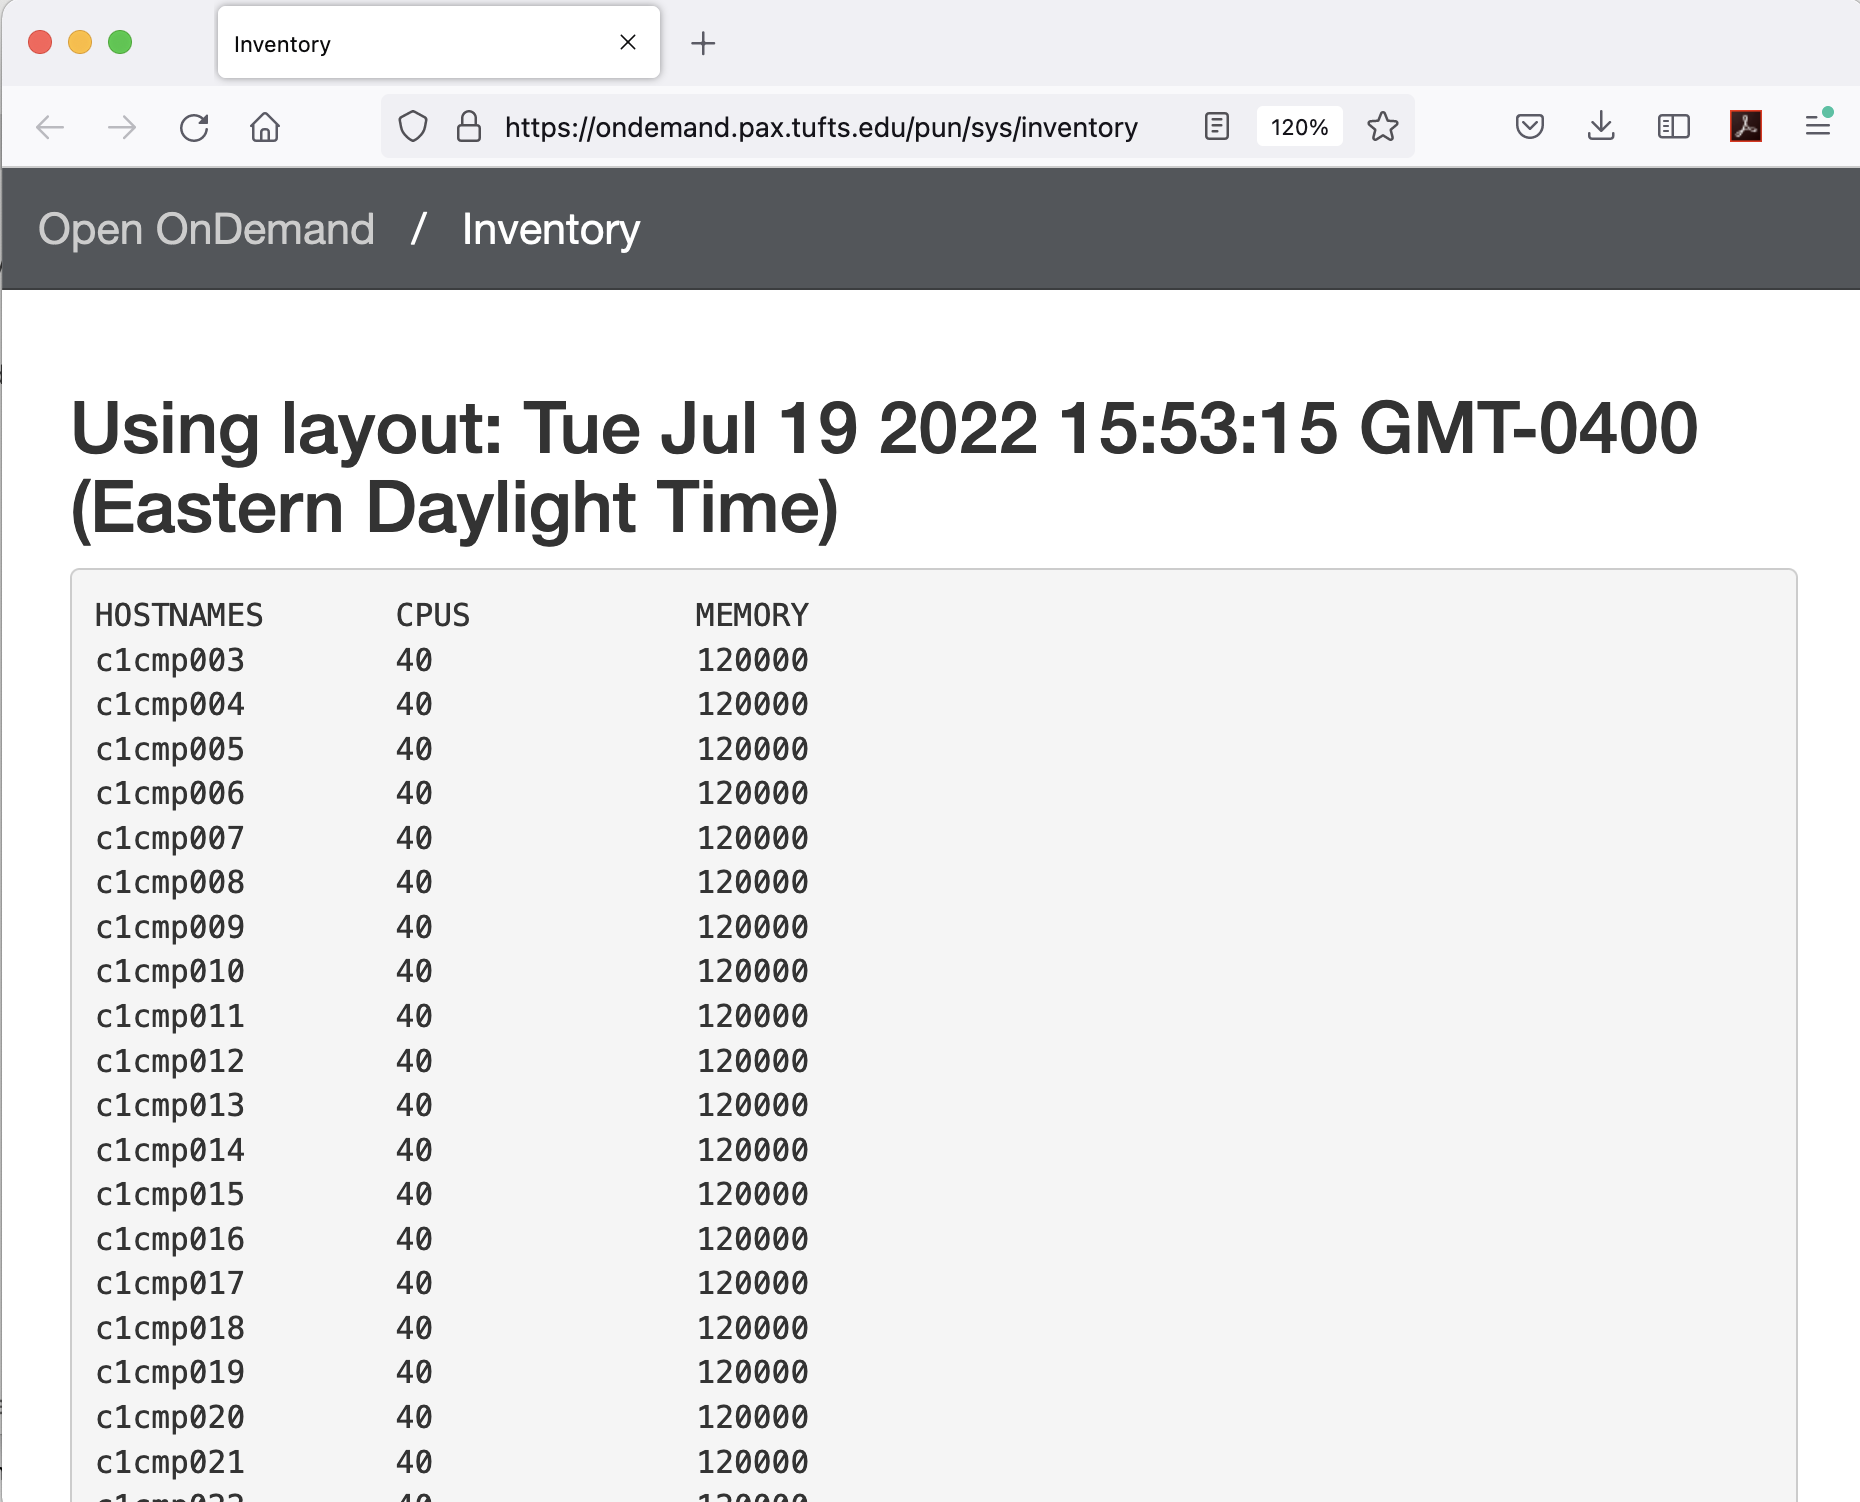 Inventory
https://ondemand.pax.tufts.edu/pun/sys/inventory 120%
Open OnDemand / Inventory
Using layout: Tue Jul 19 2022 15:53:15 GMT-0400
(Eastern Daylight Time)
HOSTNAMES CPUS MEMORY
c1cmp003 40 120000
c1cmp004 40 120000
c1cmp005 40 120000
c1cmp006 40 120000
c1cmp007 40 120000
c1cmp008 40 120000
c1cmp009 40 120000
c1cmp010 40 120000
c1cmp011 40 120000
c1cmp012 40 120000
c1cmp013 40 120000
c1cmp014 40 120000
c1cmp015 40 120000
c1cmp016 40 120000
c1cmp017 40 120000
c1cmp018 40 120000
c1cmp019 40 120000
c1cmp020 40 120000
c1cmp021 40 120000